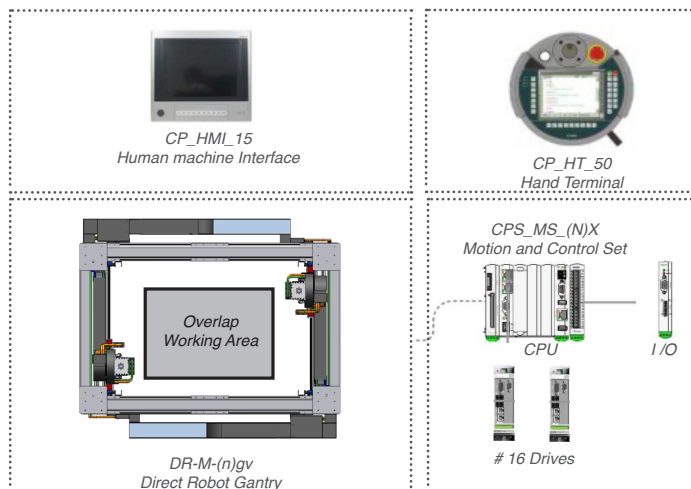 CP_HMI_15
Human machine Interface
CP_HT_50
Hand Terminal
Overlap
Working Area
DR-M-(n)gv
Direct Robot Gantry
CPS_MS_(N)X
Motion and Control Set
CPU
I /O
# 16 Drives